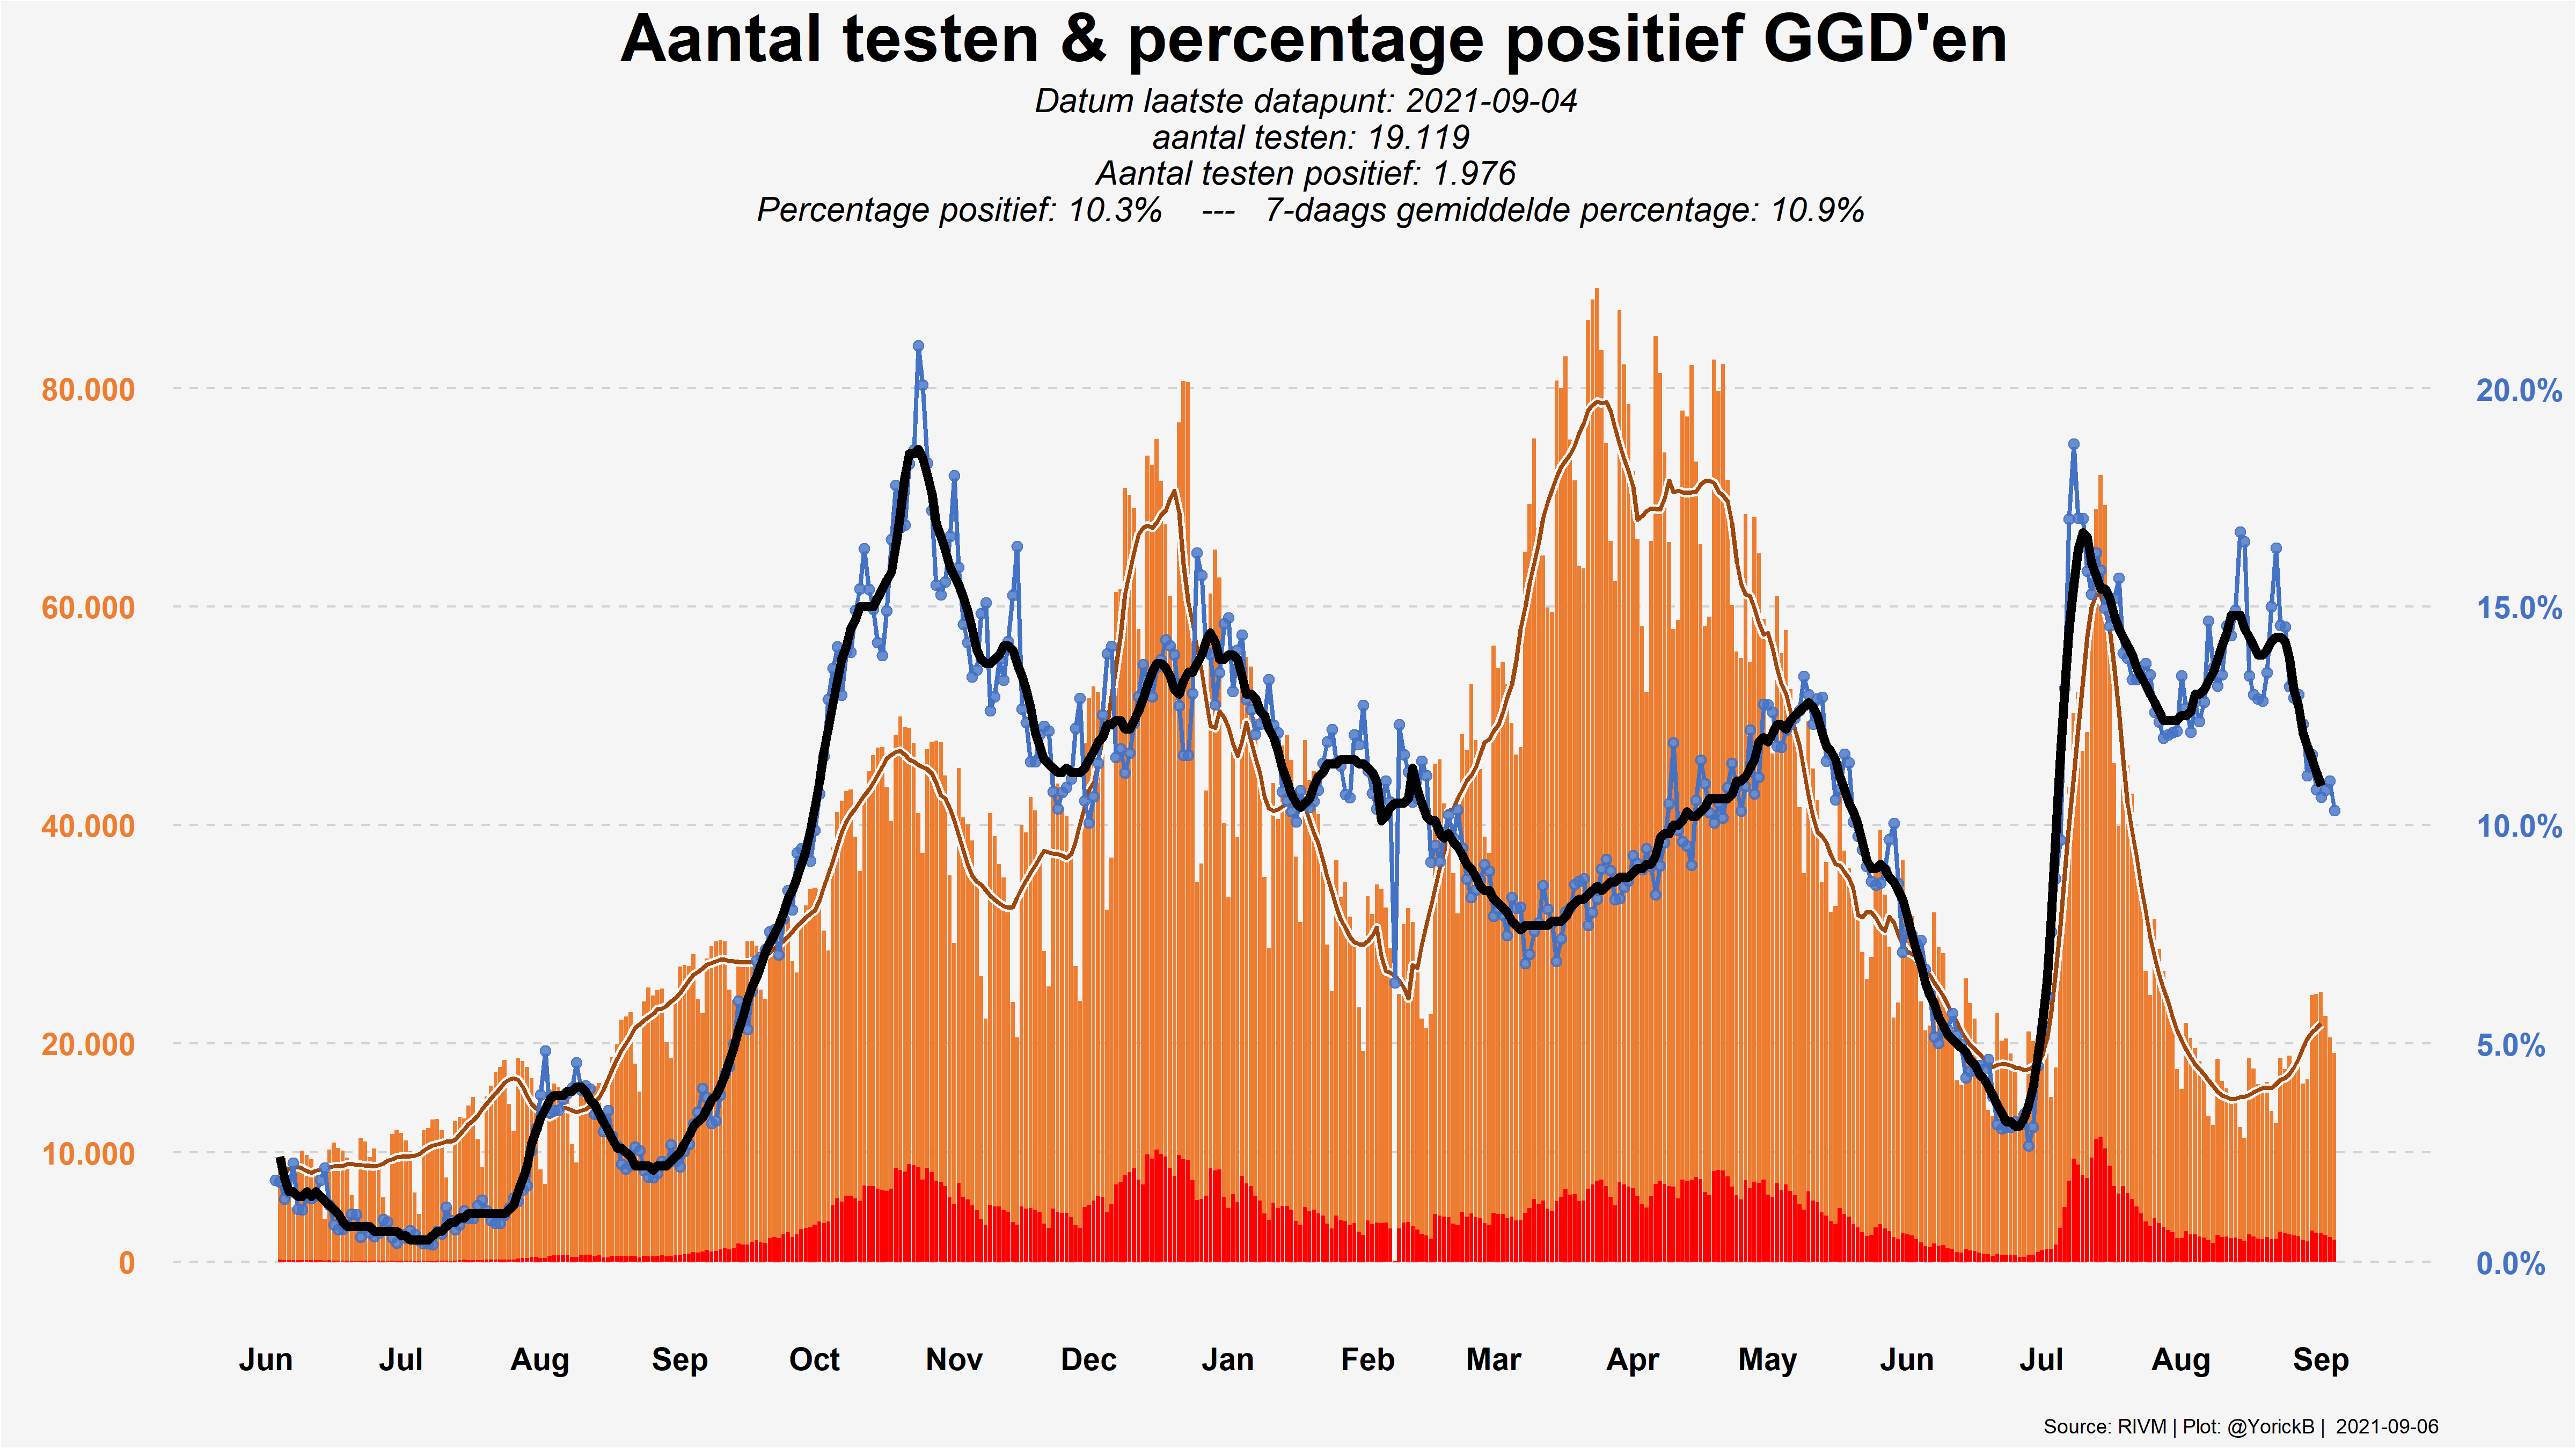 Aantal testen & percentage positief GGD'en
Datum laatste datapunt: 2021-09-04
aantal testen: 19.119
Aantal testen positief: 1.976
Percentage positief: 10.3%    ---   7-daags gemiddelde percentage: 10.9%
80.000
60.000
40.000
20.000
10.000
0
20.0%
15.0%
10.0%
5.0%
0.0%
Jun Jul Aug Sep Oct Nov Dec Jan Feb Mar Apr May Jun Jul Aug Sep
Source: RIVM | Plot: @YorickB |  2021-09-06